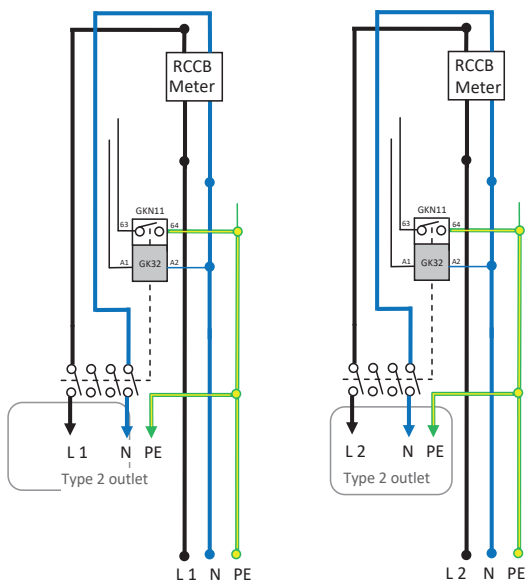 RCCB
Meter
GKN11
63
64
A1
GK32
A2
L 1
N
PE
Type 2 outlet
L 1
N
PE
RCCB
Meter
GKN11
63
64
A1
GK32
A2
L 2
N
PE
Type 2 outlet
L 2
N
PE